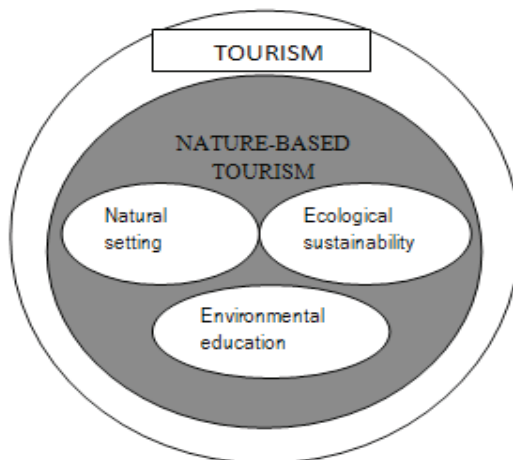 TOURISM
NATURE-BASED
TOURISM
Natural
setting
Ecological
sustainability
Environmental
education